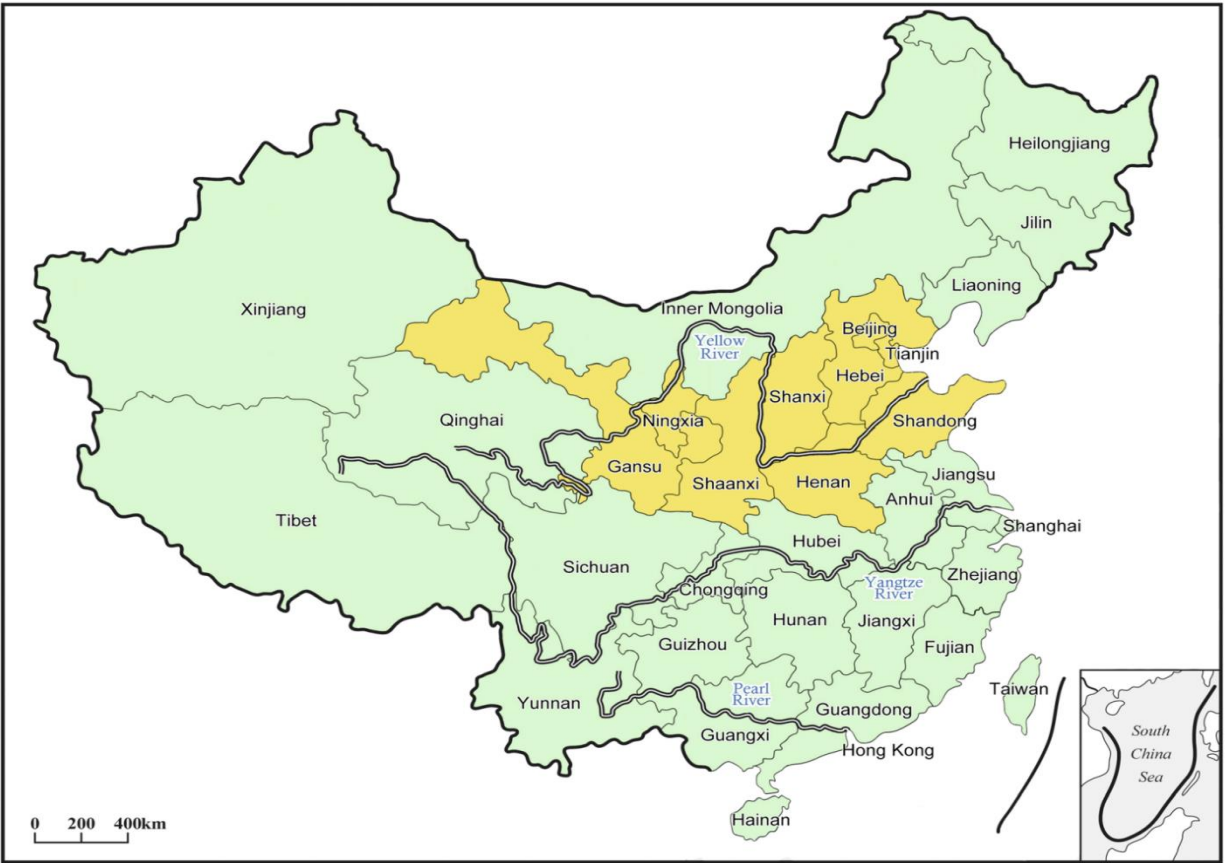 Heilongjiang
Jilin
Liaoning
Xinjiang
Inner Mongolia
Yellow
River
Beijing
Tianjin
Hebei
Shanxi
Qinghai
Ningxia
Shandong
Gansu
Shaanxi
Henan
Jiangsu
Anhui
Tibet
Shanghai
Hubei
Sichuan
Zhejiang
Yangtze
River
Chongqing
Hunan
Jiangxi
Guizhou
Fujian
Taiwan
Yunnan
Pearl
River
Guangdong
Guangxi
Hong Kong
South
China
Sea
Hainan
0 200 400km